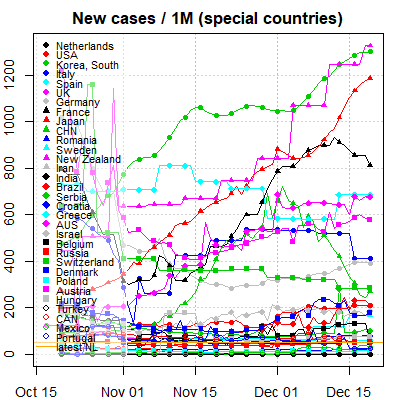 New cases / 1M (special countries)
Netherlands
USA
Korea, South
Italy
Spain
UK
Germany
France
Japan
CHN
Romania
Sweden
New Zealand
Iran
India
Brazil
Serbia
Croatia
Greece
AUS
Israel
Belgium
Russia
Switzerland
Denmark
Poland
Austria
Hungary
Turkey
CAN
Mexico
Portugal
latest NL
0
200
400
600
800
1000
1200
Oct 15
Nov 01
Nov 15
Dec 01
Dec 15